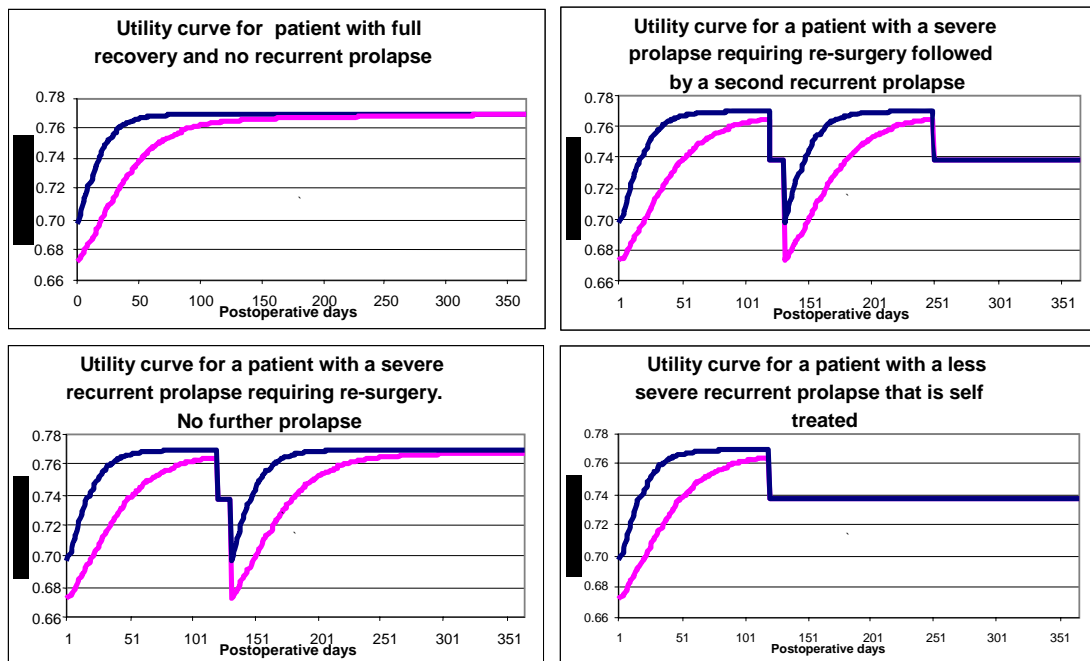 Utility curve for patient with full
recovery and no recurrent prolapse
0.78
0.76
0.74
0.72
0.70
0.68
0.66
0 50 100 150 200 250 300 350
Postoperative days
Utility curve for a patient with a severe
prolapse requiring re-surgery followed
by a second recurrent prolapse
0.78
0.76
0.74
0.72
0.70
0.68
0.66
1 51 101 151 201 251 301 351
Postoperative days
Utility curve for a patient with a severe
recurrent prolapse requiring re-surgery.
No further prolapse
0.78
0.76
0.74
0.72
0.70
0.68
0.66
1 51 101 151 201 251 301 351
Postoperative days
Utility curve for a patient with a less
severe recurrent prolapse that is self
treated
0.78
0.76
0.74
0.72
0.70
0.68
0.66
1 51 101 151 201 251 301 351
Postoperative days